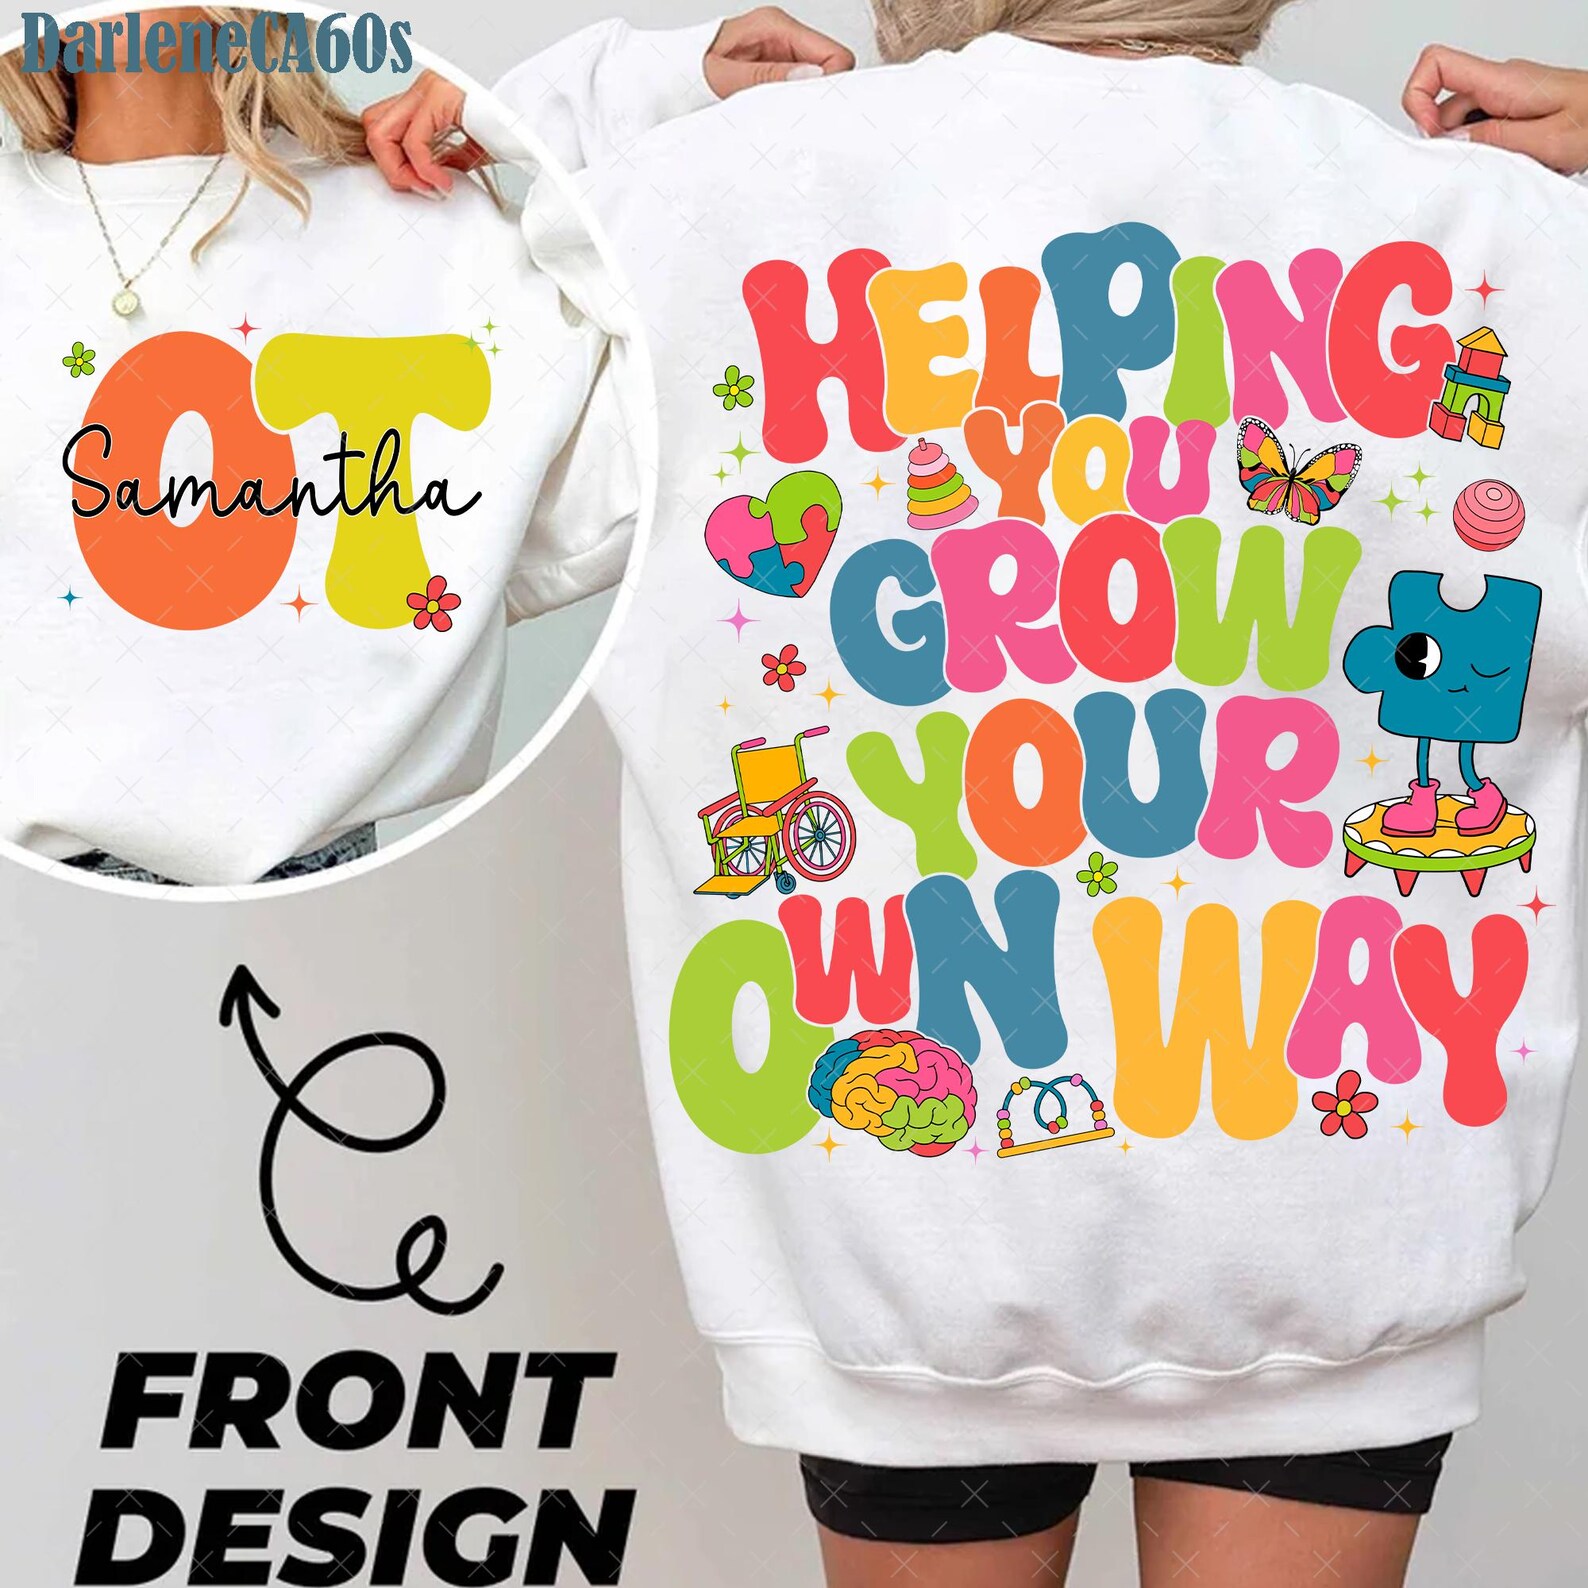 DarleneCA60s
OT
Samantha
HELPING
YOU
GROW
YOUR
OWN WAY
FRONT
DESIGN